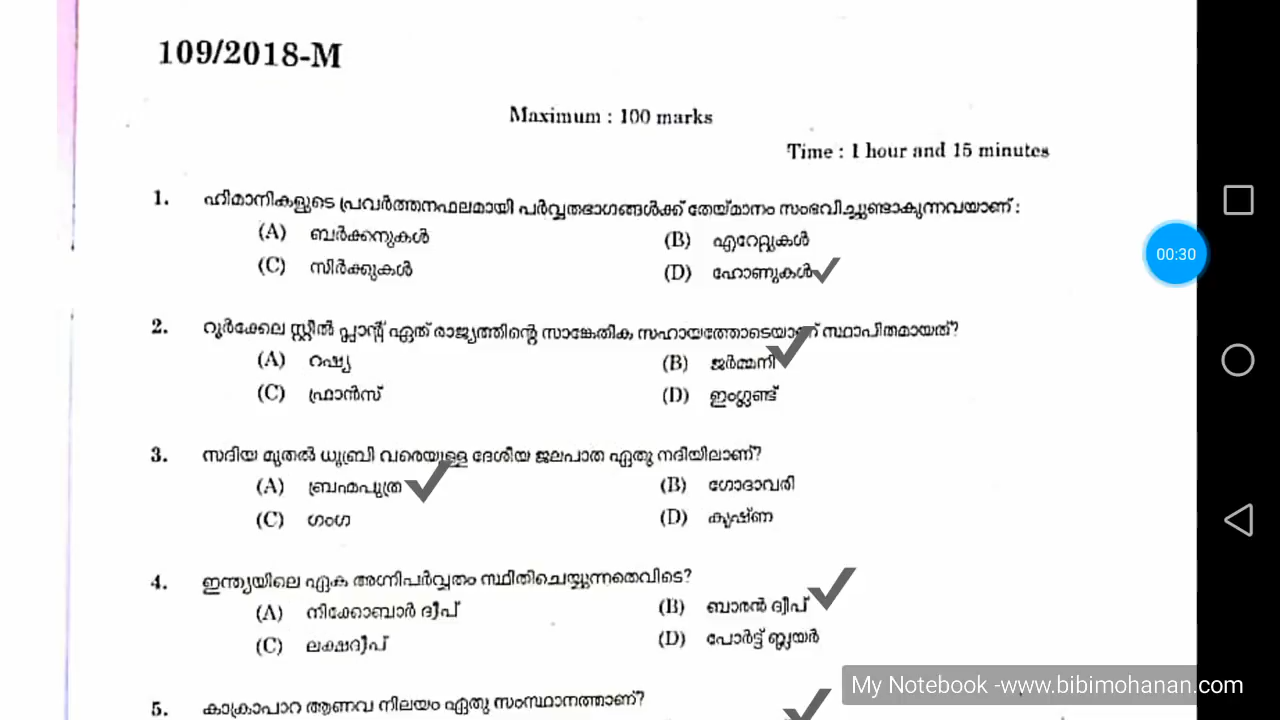 109/2018-M
Maximum : 100 marks
Time : 1 hour and 15 minutes
1. ഹിമാനികളുടെ പ്രവർത്തനഫലമായി പർവ്വതഭാഗങ്ങൾക്ക് തേയ്മാനം സംഭവിച്ചുണ്ടാകുന്നവയാണ് :
(A) ബർക്കനുകൾ (B) എറേറ്റുകൾ
(C) സിർക്കുകൾ (D) ഹോണുകൾ
00:30
2. റൂർക്കേല സ്റ്റീൽ പ്ലാന്റ് ഏത് രാജ്യത്തിന്റെ സാങ്കേതിക സഹായത്തോടെയാണ് സ്ഥാപിതമായത്?
(A) റഷ്യ (B) ജർമ്മനി
(C) ഫ്രാൻസ് (D) ഇംഗ്ലണ്ട്
3. സദിയ മുതൽ ധൂബ്രി വരെയുള്ള ദേശീയ ജലപാത ഏതു നദിയിലാണ്?
(A) ബ്രഹ്മപുത്ര (B) ഗോദാവരി
(C) ഗംഗ (D) കൃഷ്ണ
4. ഇന്ത്യയിലെ ഏക അഗ്നിപർവ്വതം സ്ഥിതിചെയ്യുന്നതെവിടെ?
(A) നിക്കോബാർ ദ്വീപ് (B) ബാരൻ ദ്വീപ്
(C) ലക്ഷദ്വീപ് (D) പോർട്ട് ബ്ലയർ
My Notebook -www.bibimohanan.com
5. കാക്രാപാറ ആണവ നിലയം ഏതു സംസ്ഥാനത്താണ്?